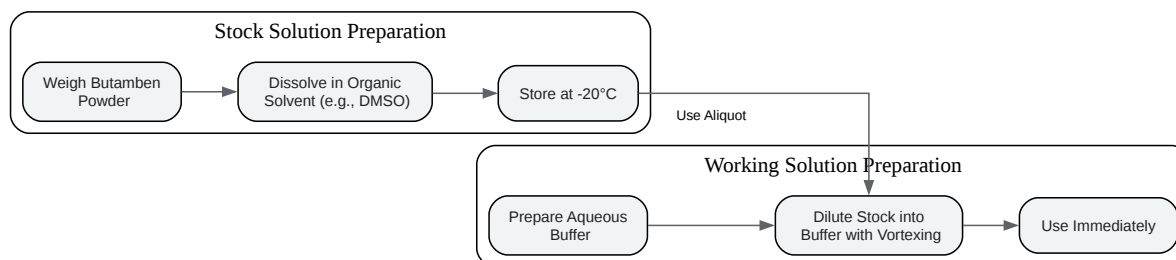 Stock Solution Preparation
Weigh Butamben
Powder
Dissolve in Organic
Solvent (e.g., DMSO)
Store at -20°C
Use Aliquot
Working Solution Preparation
Prepare Aqueous
Buffer
Dilute Stock into
Buffer with Vortexing
Use Immediately